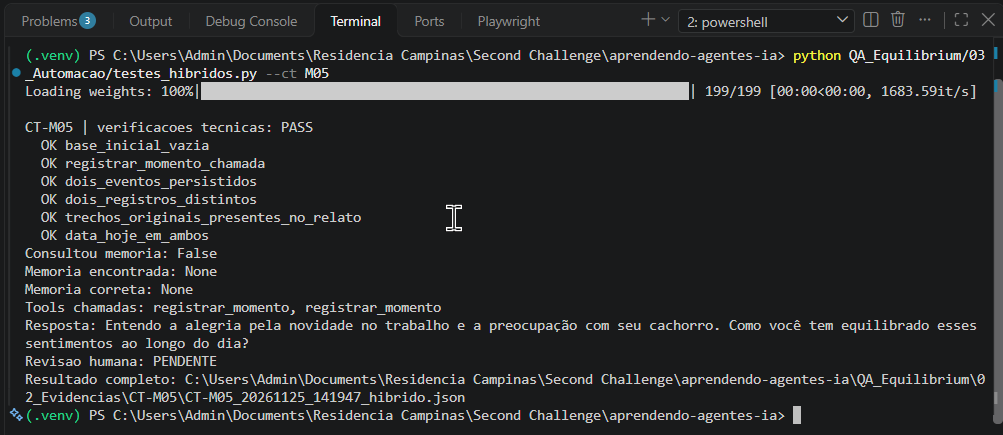 Problems 3 Output Debug Console Terminal Ports Playwright 2: powershell
(.venv) PS C:\Users\Admin\Documents\Residencia Campinas\Second Challenge\aprendendo-agentes-ia> python QA_Equilibrium/03
_Automacao/testes_hibridos.py --ct M05
Loading weights: 100%| | 199/199 [00:00<00:00, 1683.59it/s]
CT-M05 | verificacoes tecnicas: PASS
OK base_inicial_vazia
OK registrar_momento_chamada
OK dois_eventos_persistidos
OK dois_registros_distintos
OK trechos_originais_presentes_no_relato
OK data_hoje_em_ambos
Consultou memoria: False
Memoria encontrada: None
Memoria correta: None
Tools chamadas: registrar_momento, registrar_momento
Resposta: Entendo a alegria pela novidade no trabalho e a preocupação com seu cachorro. Como você tem equilibrado esses
sentimentos ao longo do dia?
Revisao humana: PENDENTE
Resultado completo: C:\Users\Admin\Documents\Residencia Campinas\Second Challenge\aprendendo-agentes-ia\QA_Equilibrium\0
2_Evidencias\CT-M05\CT-M05_20261125_141947_hibrido.json
(.venv) PS C:\Users\Admin\Documents\Residencia Campinas\Second Challenge\aprendendo-agentes-ia>